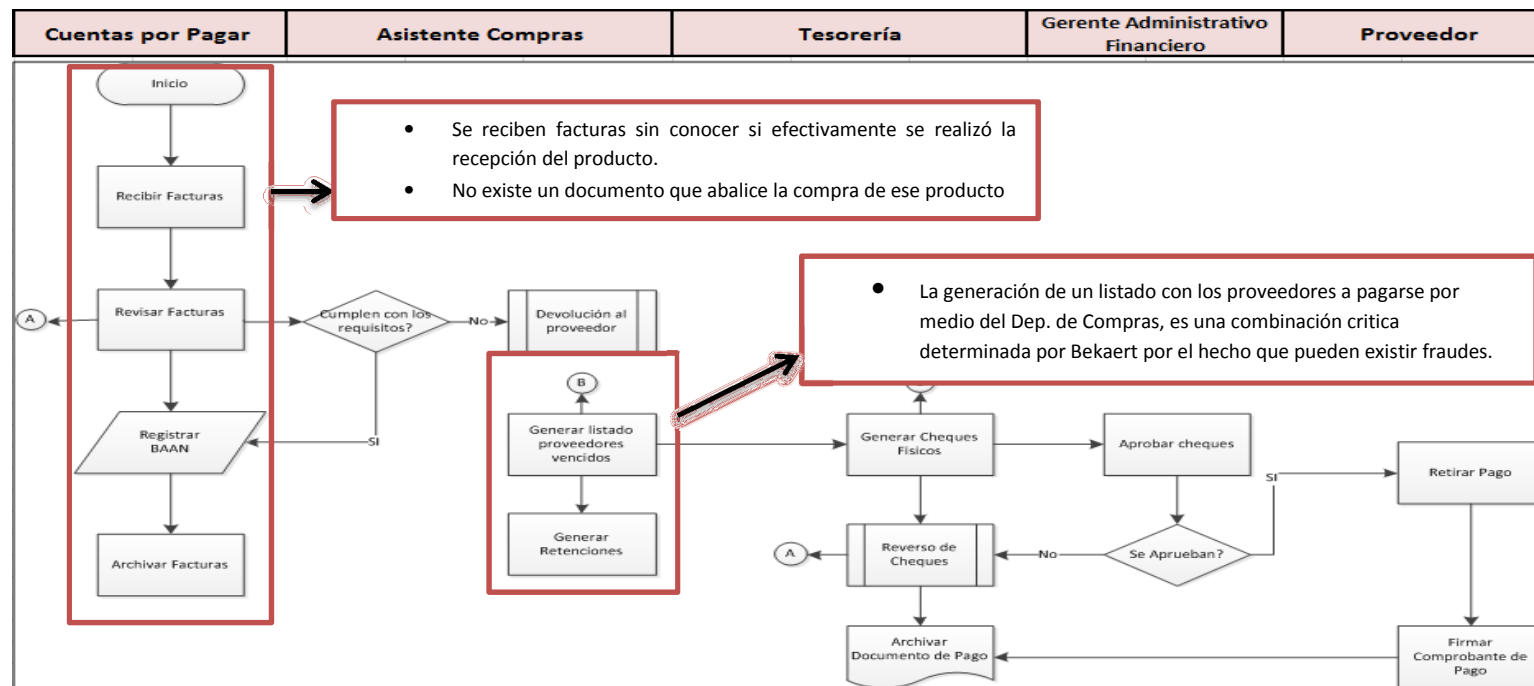 Cuentas por Pagar
Asistente Compras
Tesorería
Gerente Administrativo
Financiero
Proveedor
Inicio
• Se reciben facturas sin conocer si efectivamente se realizó la
recepción del producto.
• No existe un documento que abalice la compra de ese producto
Recibir Facturas
• La generación de un listado con los proveedores a pagarse por
medio del Dep. de Compras, es una combinación critica
determinada por Bekaert por el hecho que pueden existir fraudes.
A
Revisar Facturas
Cumplen con los
requisitos?
No
Devolución al
proveedor
B
Registrar
BAAN
SI
Generar listado
proveedores
vencidos
Generar Cheques
Físicos
Aprobar cheques
SI
Retirar Pago
Archivar Facturas
Generar
Retenciones
A
Reverso de
Cheques
No
Se Aprueban?
Archivar
Documento de Pago
Firmar
Comprobante de
Pago